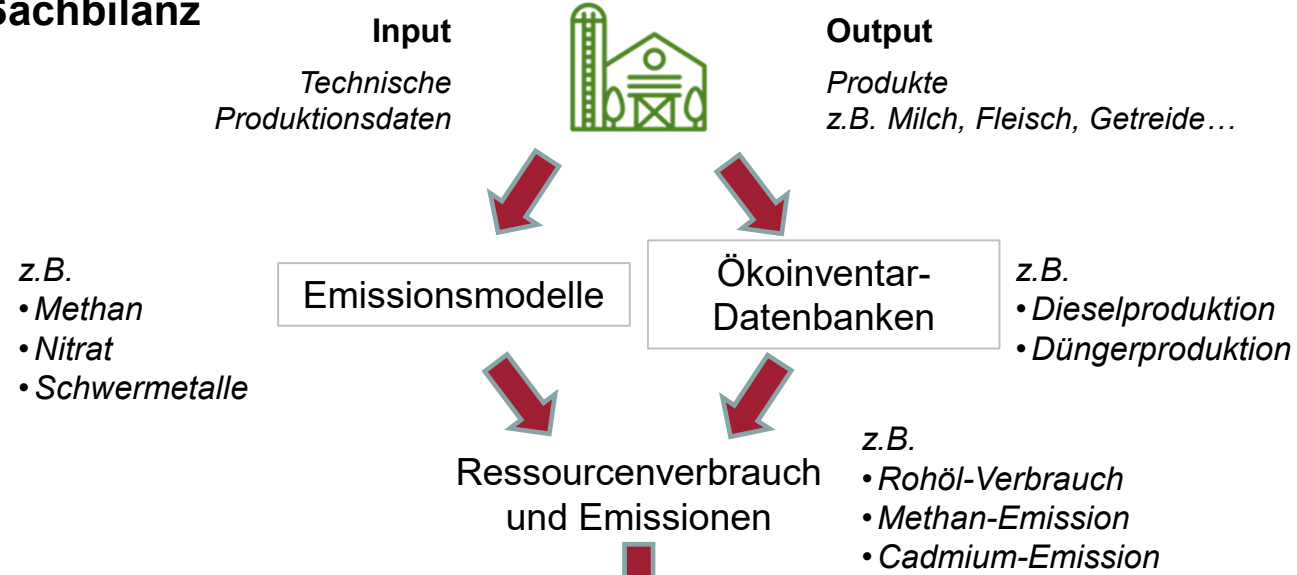 Sachbilanz
Input
Technische
Produktionsdaten
Output
Produkte
z.B. Milch, Fleisch, Getreide…
z.B.
• Methan
• Nitrat
• Schwermetalle
Emissionsmodelle
Ökoinventar-
Datenbanken
z.B.
• Dieselproduktion
• Düngerproduktion
Ressourcenverbrauch
und Emissionen
z.B.
• Rohöl-Verbrauch
• Methan-Emission
• Cadmium-Emission